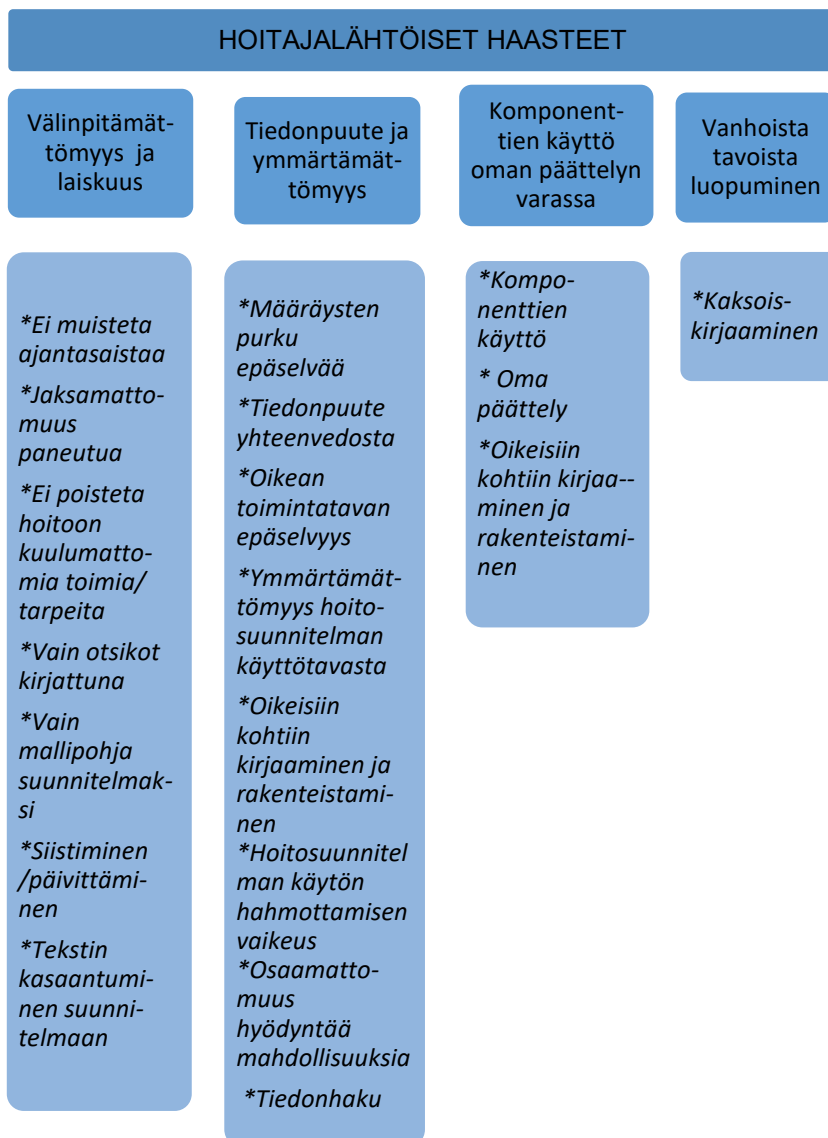 HOITAJALÄHTÖISET HAASTEET
Välinpitämät-
tömyys ja
laiskuus
Tiedonpuute ja
ymmärtämät-
tömyys
Komponent-
tien käyttö
oman päättelyn
varassa
Vanhoista
tavoista
luopuminen
*Ei muisteta
ajantasaistaa
*Jaksamatto-
muus
paneutua
*Ei poisteta
hoitoon
kuulumatto-
mia toimia/
tarpeita
*Vain otsikot
kirjattuna
*Vain
mallipohja
suunnitelmak-
si
*Siistiminen
/päivittämi-
nen
*Tekstin
kasaantumi-
nen suunni-
telmaan
*Määräysten
purku
epäselvää
*Tiedonpuute
yhteenvedosta
*Oikean
toimintatavan
epäselvyys
*Ymmärtämät-
tömyys hoito-
suunnitelman
käyttötavasta
*Oikeisiin
kohtiin
kirjaaminen ja
rakenteistami-
nen
*Hoitosuunnitel
man käytön
hahmottamisen
vaikeus
*Osaamatto-
muus
hyödyntää
mahdollisuuksia
*Tiedonhaku
*Kompo-
nenttien
käyttö
* Oma
päättely
*Oikeisiin
kohtiin kirjaa--
minen ja
rakenteistami-
nen
*Kaksois-
kirjaaminen